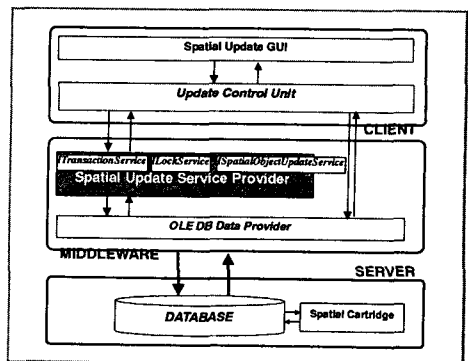 Spatial Update GUI
Update Control Unit
CLIENT
ITransactionService ILockService ISpatialObjectUpdateService
Spatial Update Service Provider
OLE DB Data Provider
MIDDLEWARE
SERVER
DATABASE
Spatial Cartridge